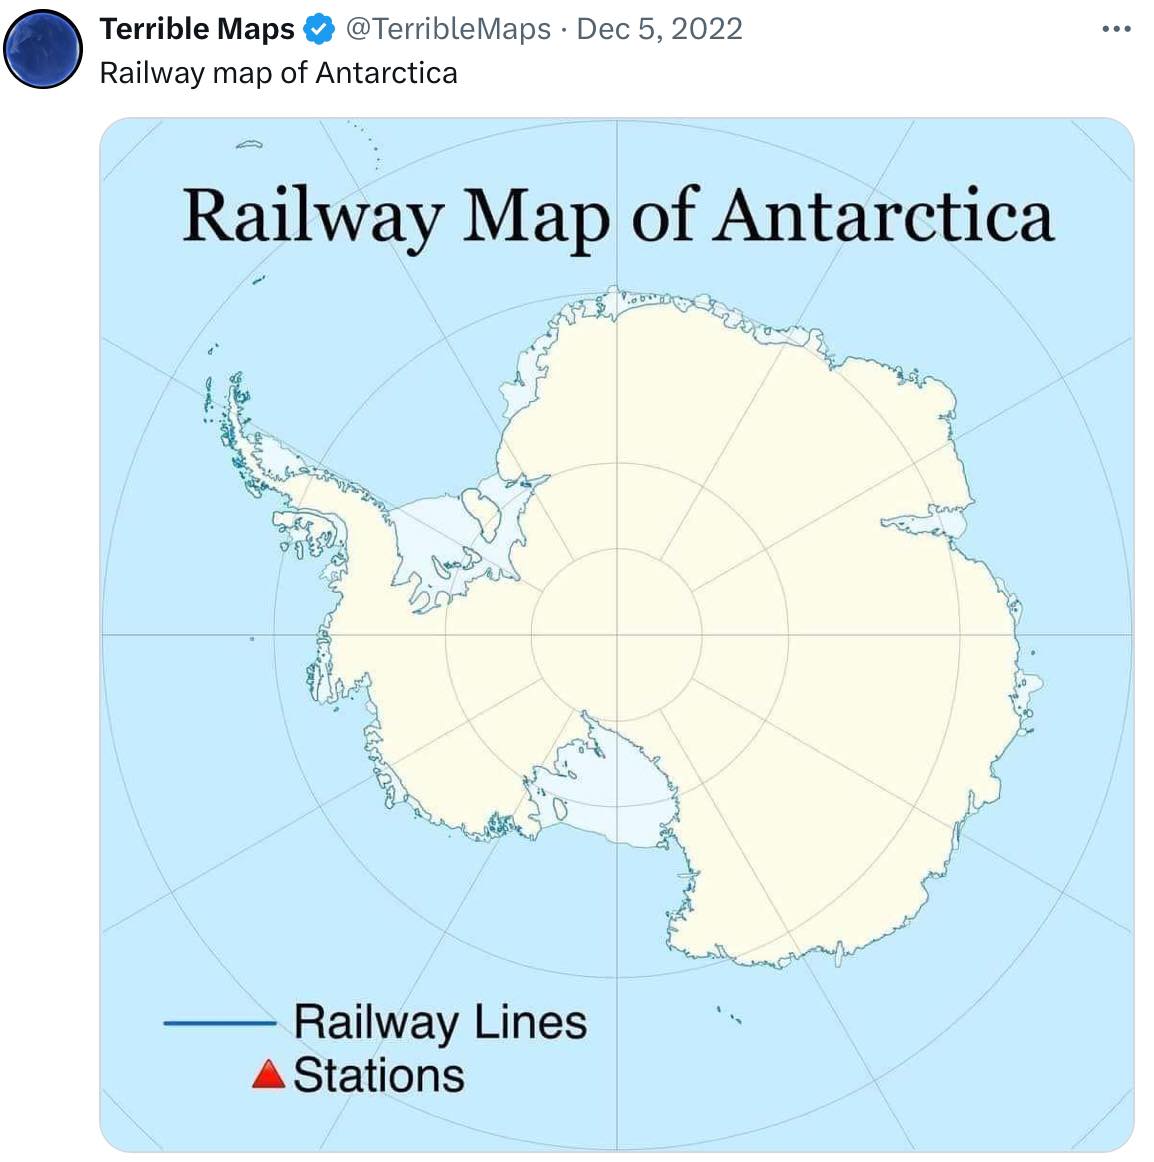 Terrible Maps @TerribleMaps · Dec 5, 2022
Railway map of Antarctica
Railway Map of Antarctica
Railway Lines
Stations